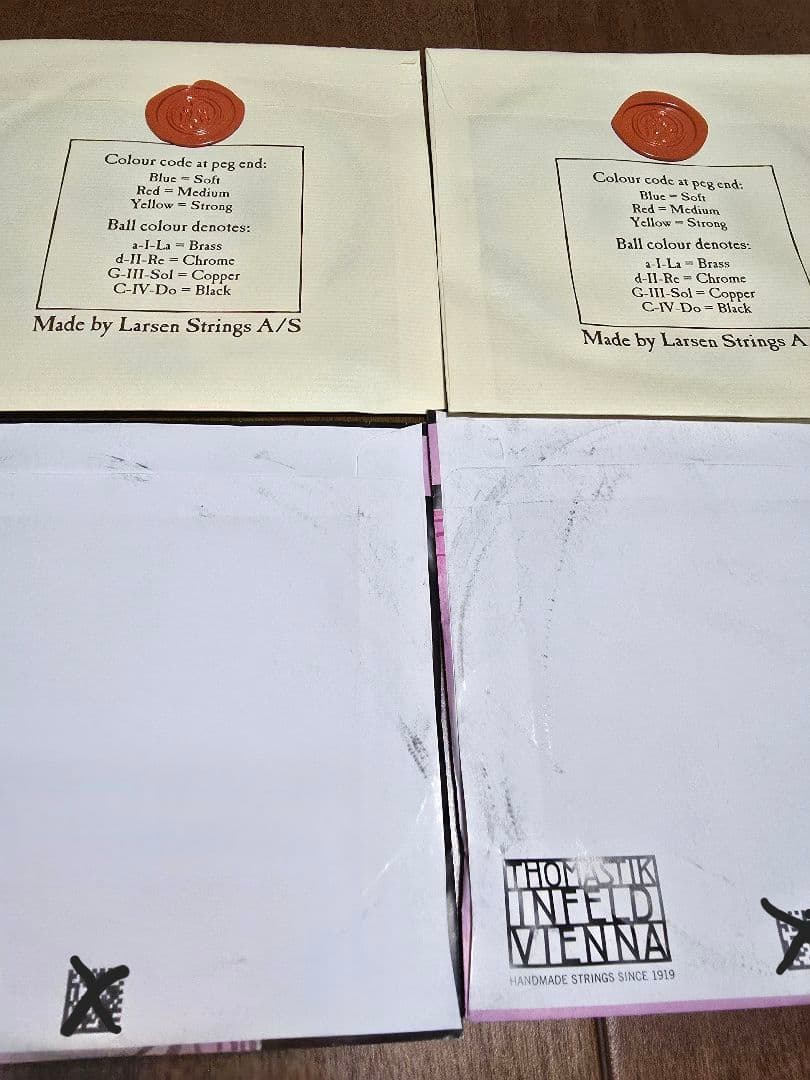 Colour code at peg end:
Blue = Soft
Red = Medium
Yellow = Strong
Ball colour denotes:
a-I-La = Brass
d-II-Re = Chrome
G-III-Sol = Copper
C-IV-Do = Black
Made by Larsen Strings A/S
Colour code at peg end:
Blue = Soft
Red = Medium
Yellow = Strong
Ball colour denotes:
a-I-La = Brass
d-II-Re = Chrome
G-III-Sol = Copper
C-IV-Do = Black
Made by Larsen Strings A
THOMASTIK
INFELD
VIENNA
HANDMADE STRINGS SINCE 1919